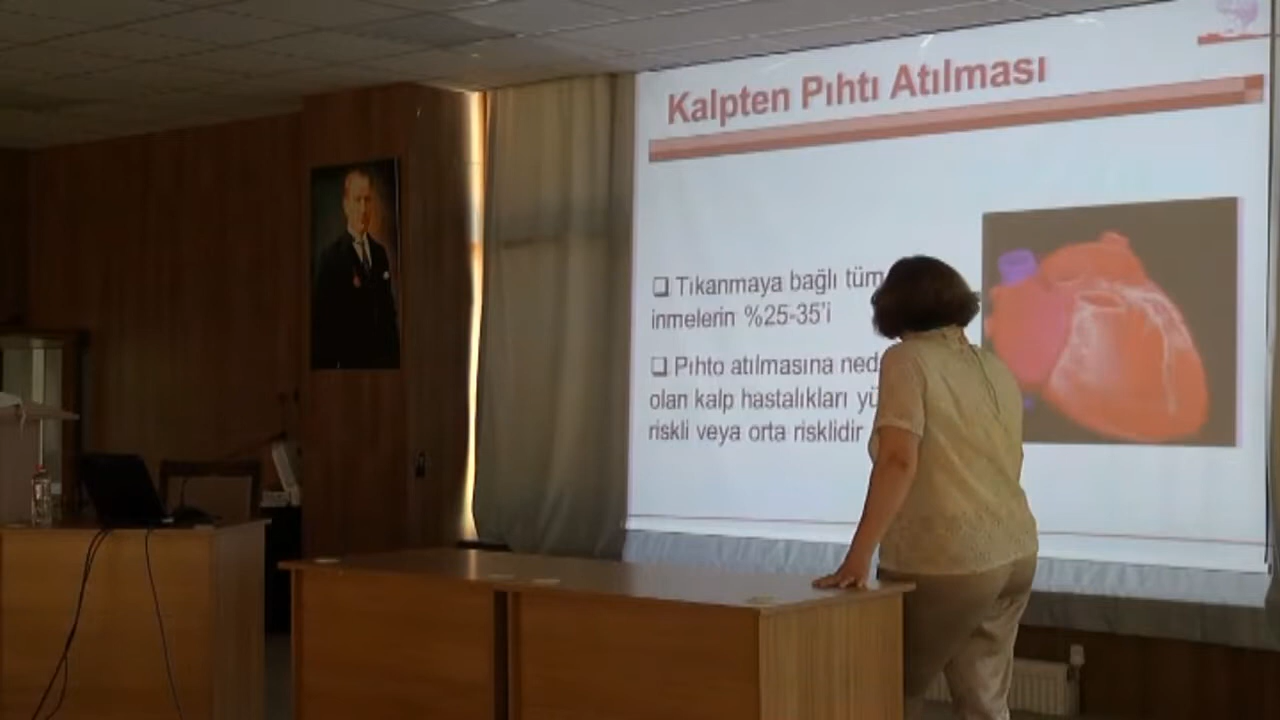 Kalpten Pıhtı Atılması
❑ Tıkanmaya bağlı tüm
inmelerin %25-35'i
❑ Pıhto atılmasına ned
olan kalp hastalıkları yü
riskli veya orta risklidir